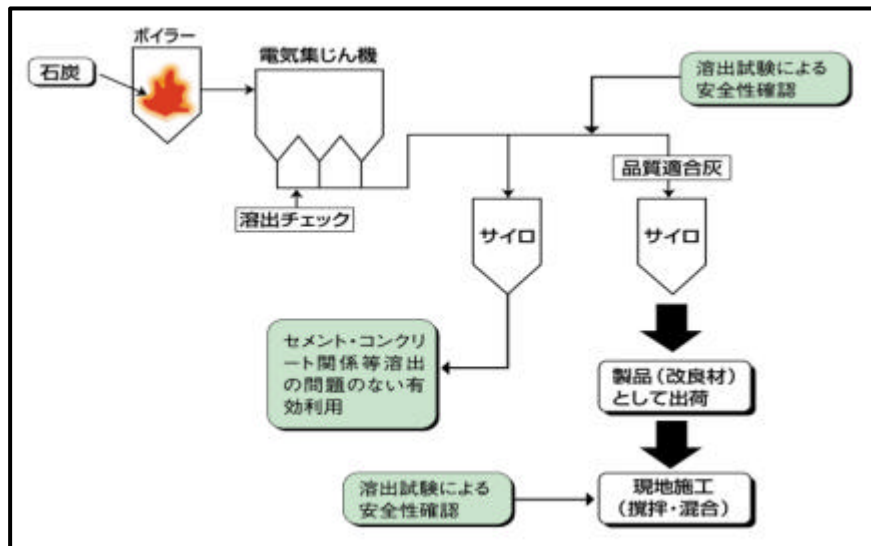 ボイラー
電気集じん機
石炭
溶出試験による
安全性確認
品質適合灰
溶出チェック
サイロ
サイロ
セメント・コンクリ
ート関係等溶出
の問題のない有
効利用
製品(改良材)
として出荷
溶出試験による
安全性確認
現地施工
(撹拌・混合)